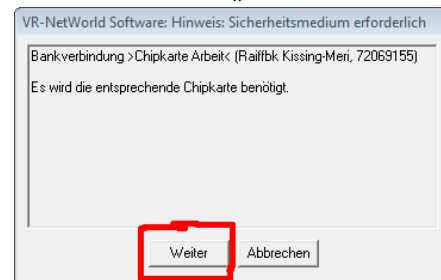 VR-NetWorld Software: Hinweis: Sicherheitsmedium erforderlich
Bankverbindung >Chipkarte Arbeit< (Raiffbk Kissing-Meri, 72069155)
Es wird die entsprechende Chipkarte benötigt.
Weiter Abbrechen